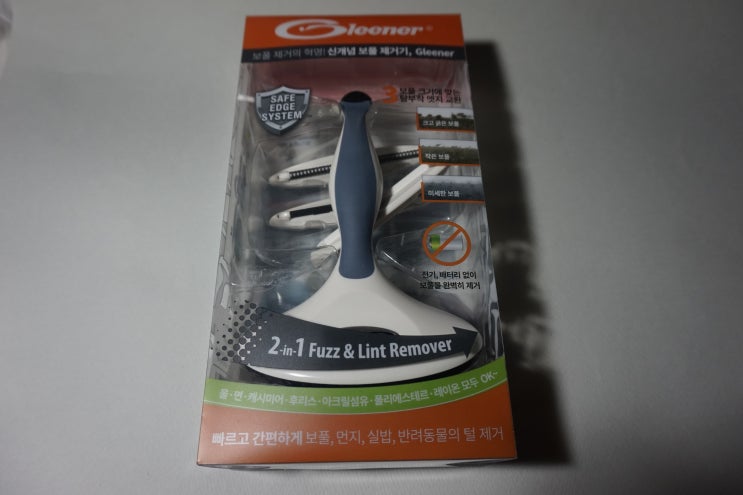 Gleener®
보풀 제거의 혁명! 신개념 보풀 제거기, Gleener
SAFE
EDGE
SYSTEM
3 보풀 크기에 맞는
탈부착 엣지 교환
크고 굵은 보풀
작은 보풀
미세한 보풀
전기, 배터리 없이
보풀을 완벽히 제거
2-in-1 Fuzz & Lint Remover
울·면·캐시미어·후리스·아크릴섬유·폴리에스테르·레이온 모두 OK~
빠르고 간편하게 보풀, 먼지, 실밥, 반려동물의 털 제거